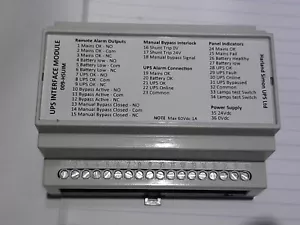 UPS INTERFACE MODULE
Remote Alarm Outputs
1 Mains OK - NO
2 Mains OK - Com
3 Mains OK - NC
4 Battery Low - NO
5 Battery Low - Com
6 Battery Low - NC
7 UPS OK - NO
8 UPS OK - Com
9 UPS OK - NC
10 Bypass Active - NO
11 Bypass Active - Com
12 Bypass Active - NC
13 Manual Bypass Closed - NO
14 Manual Bypass Closed - Com
15 Manual Bypass Closed - NC
Manual Bypass Interlock
16 Shunt Trip 0V
17 Shunt Trip 24V
18 Manual Bypass Signal
UPS Alarm Connection
19 Mains OK
20 Battery Low
21 UPS OK
22 UPS Online
23 Common
NOTE Max 60Vdc 1A
Panel Indicators
24 Mains OK
25 Mains Fail
26 Battery Healthy
27 Battery Low
28 UPS OK
29 UPS Fault
30 UPS Online
31 UPS Bypassed
32 Common
33 Lamps Test Switch
34 Lamps Test Switch
Power Supply
35 24Vdc
36 0Vdc
UPS Ltd